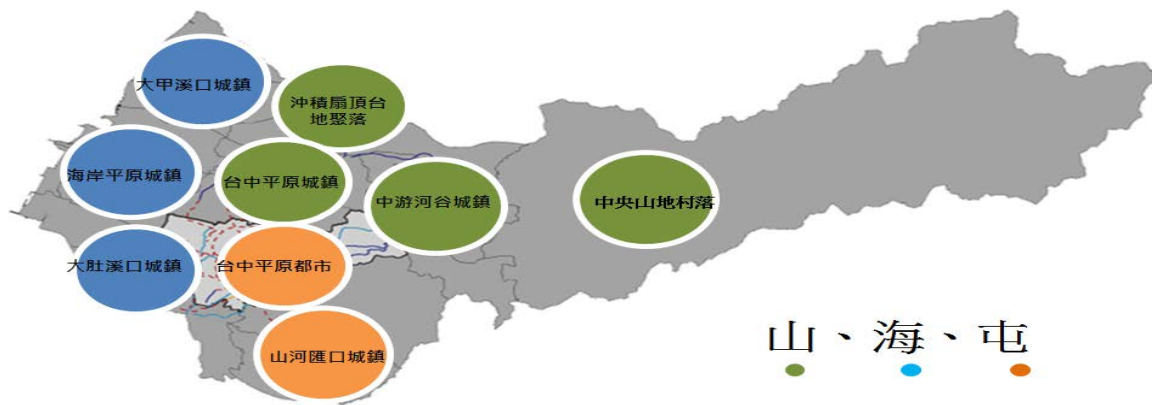 大甲溪口城鎮
沖積扇頂台
地聚落
海岸平原城鎮
台中平原城鎮
中游河谷城鎮
中央山地村落
大肚溪口城鎮
台中平原都市
山河匯口城鎮
山、海、屯